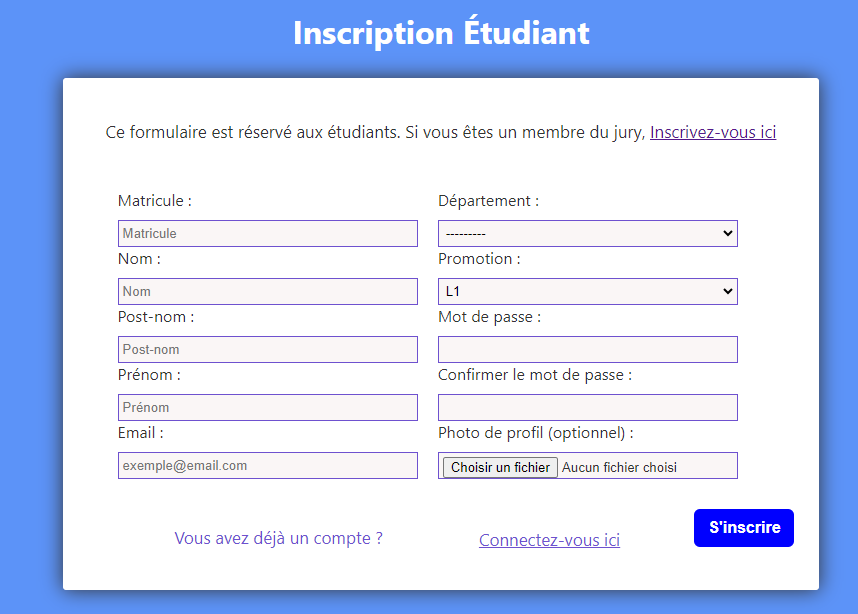 Inscription Étudiant
Ce formulaire est réservé aux étudiants. Si vous êtes un membre du jury, Inscrivez-vous ici
Matricule :
Matricule
Nom :
Nom
Post-nom :
Post-nom
Prénom :
Prénom
Email :
exemple@email.com
Département :
---------
Promotion :
L1
Mot de passe :
Confirmer le mot de passe :
Photo de profil (optionnel) :
Choisir un fichier Aucun fichier choisi
Vous avez déjà un compte ?
Connectez-vous ici
S'inscrire